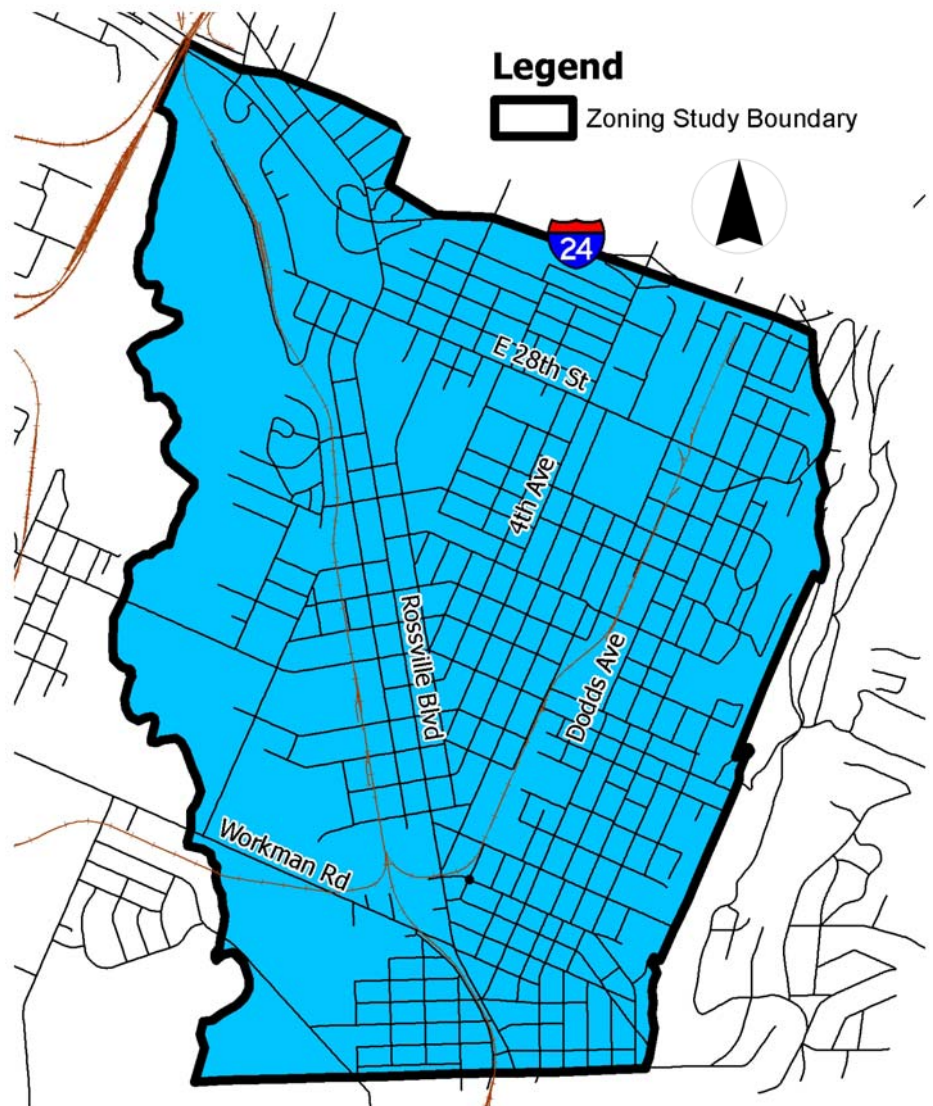 Legend
Zoning Study Boundary
24
E 28th St
4th Ave
Rossville Blvd
Dodds Ave
Workman Rd